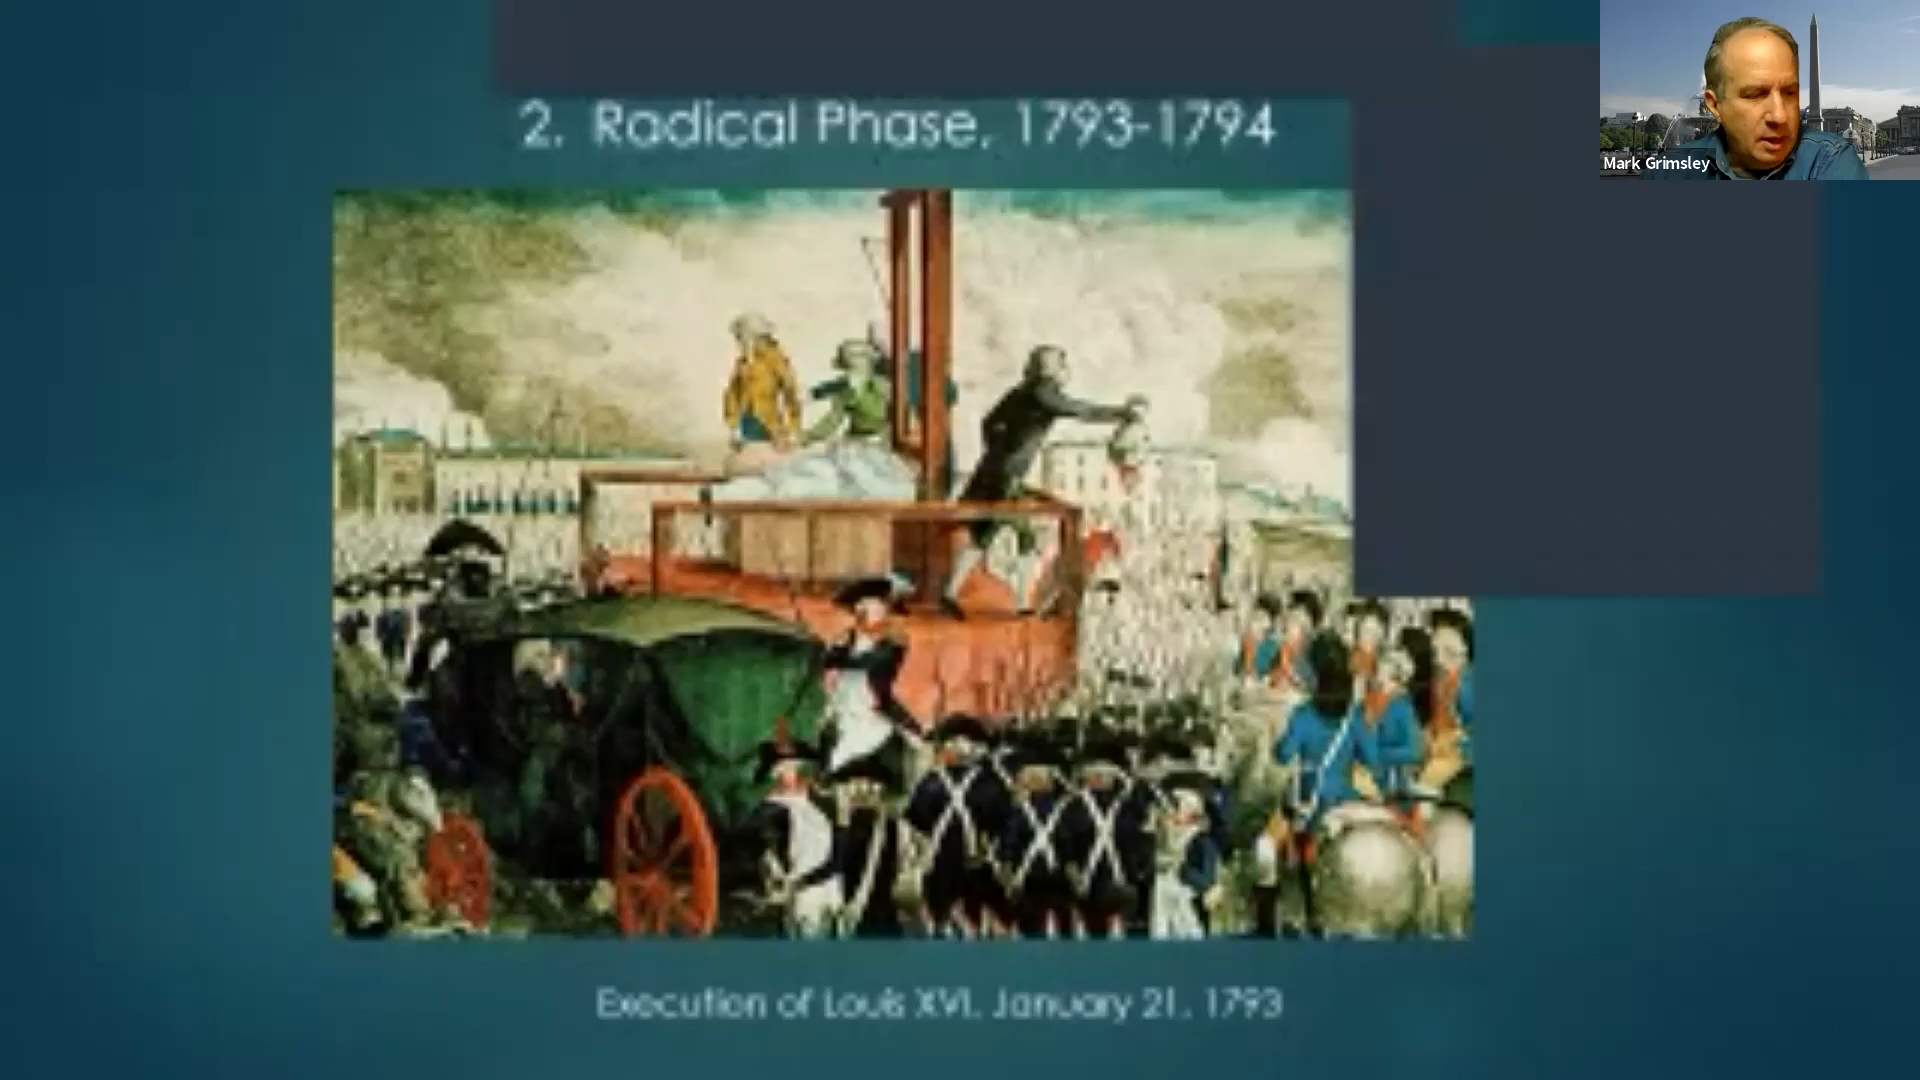 2. Radical Phase, 1793-1794
Mark Grimsley
Execution of Louis XVI, January 21, 1793